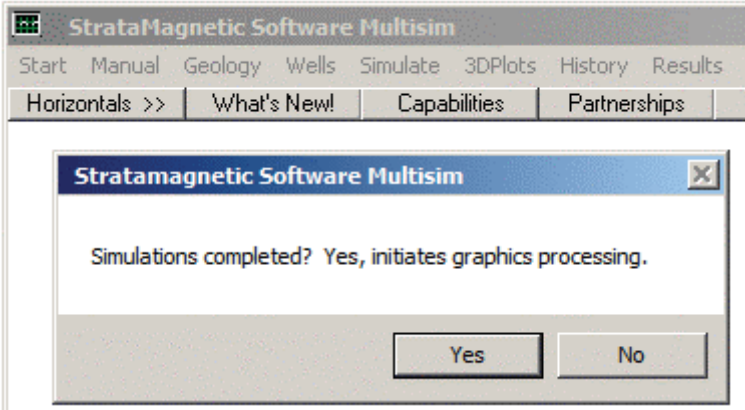 StrataMagnetic Software Multisim
Start Manual Geology Wells Simulate 3DPlots History Results
Horizontals >> What's New! Capabilities Partnerships
Stratamagnetic Software Multisim
Simulations completed? Yes, initiates graphics processing.
Yes No